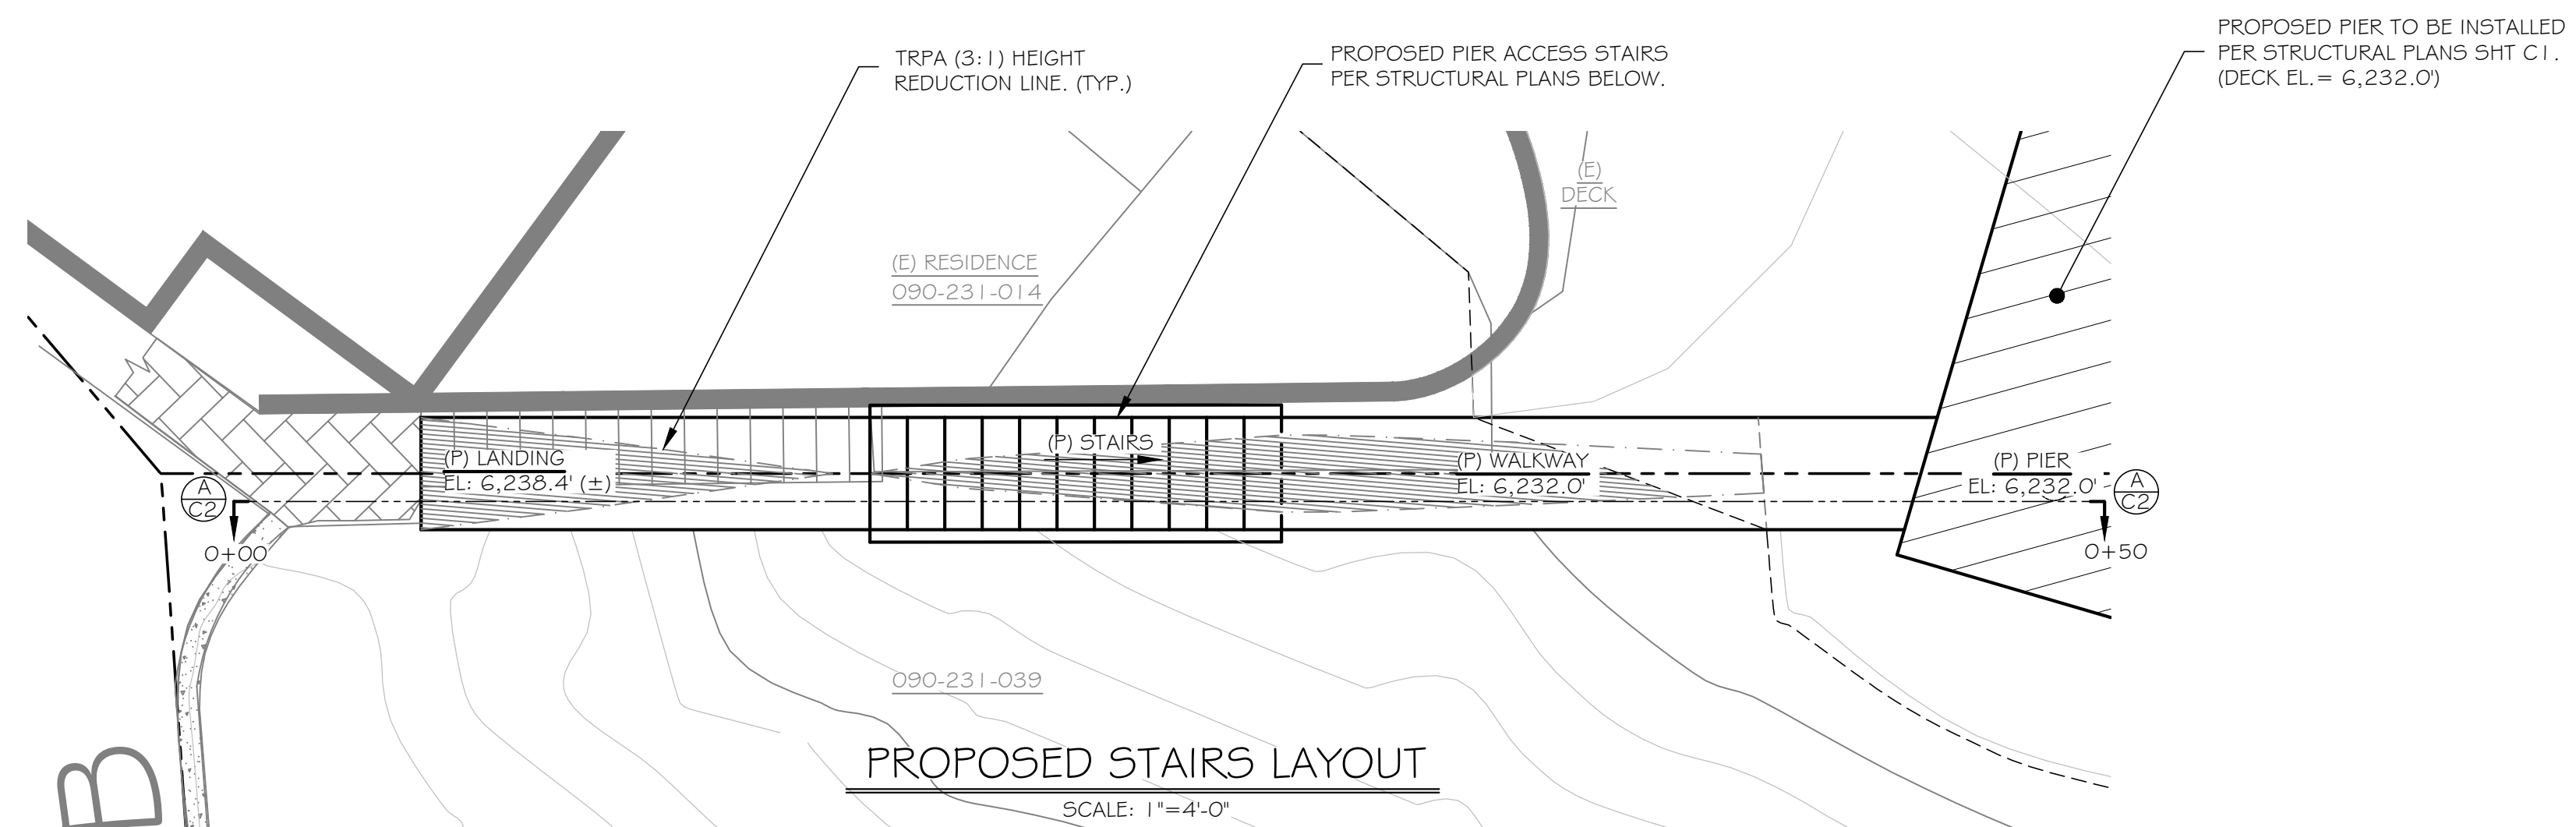 TRPA (3:1) HEIGHT
REDUCTION LINE. (TYP.)
PROPOSED PIER ACCESS STAIRS
PER STRUCTURAL PLANS BELOW.
PROPOSED PIER TO BE INSTALLED
PER STRUCTURAL PLANS SHT C1.
(DECK EL.= 6,232.0')
(E)
DECK
(E) RESIDENCE
090-231-014
(P) LANDING
EL: 6,238.4' (±)
(P) STAIRS
(P) WALKWAY
EL: 6,232.0'
(P) PIER
EL: 6,232.0'
A
C2
0+00
A
C2
0+50
090-231-039
B
PROPOSED STAIRS LAYOUT
SCALE: 1"=4'-0"